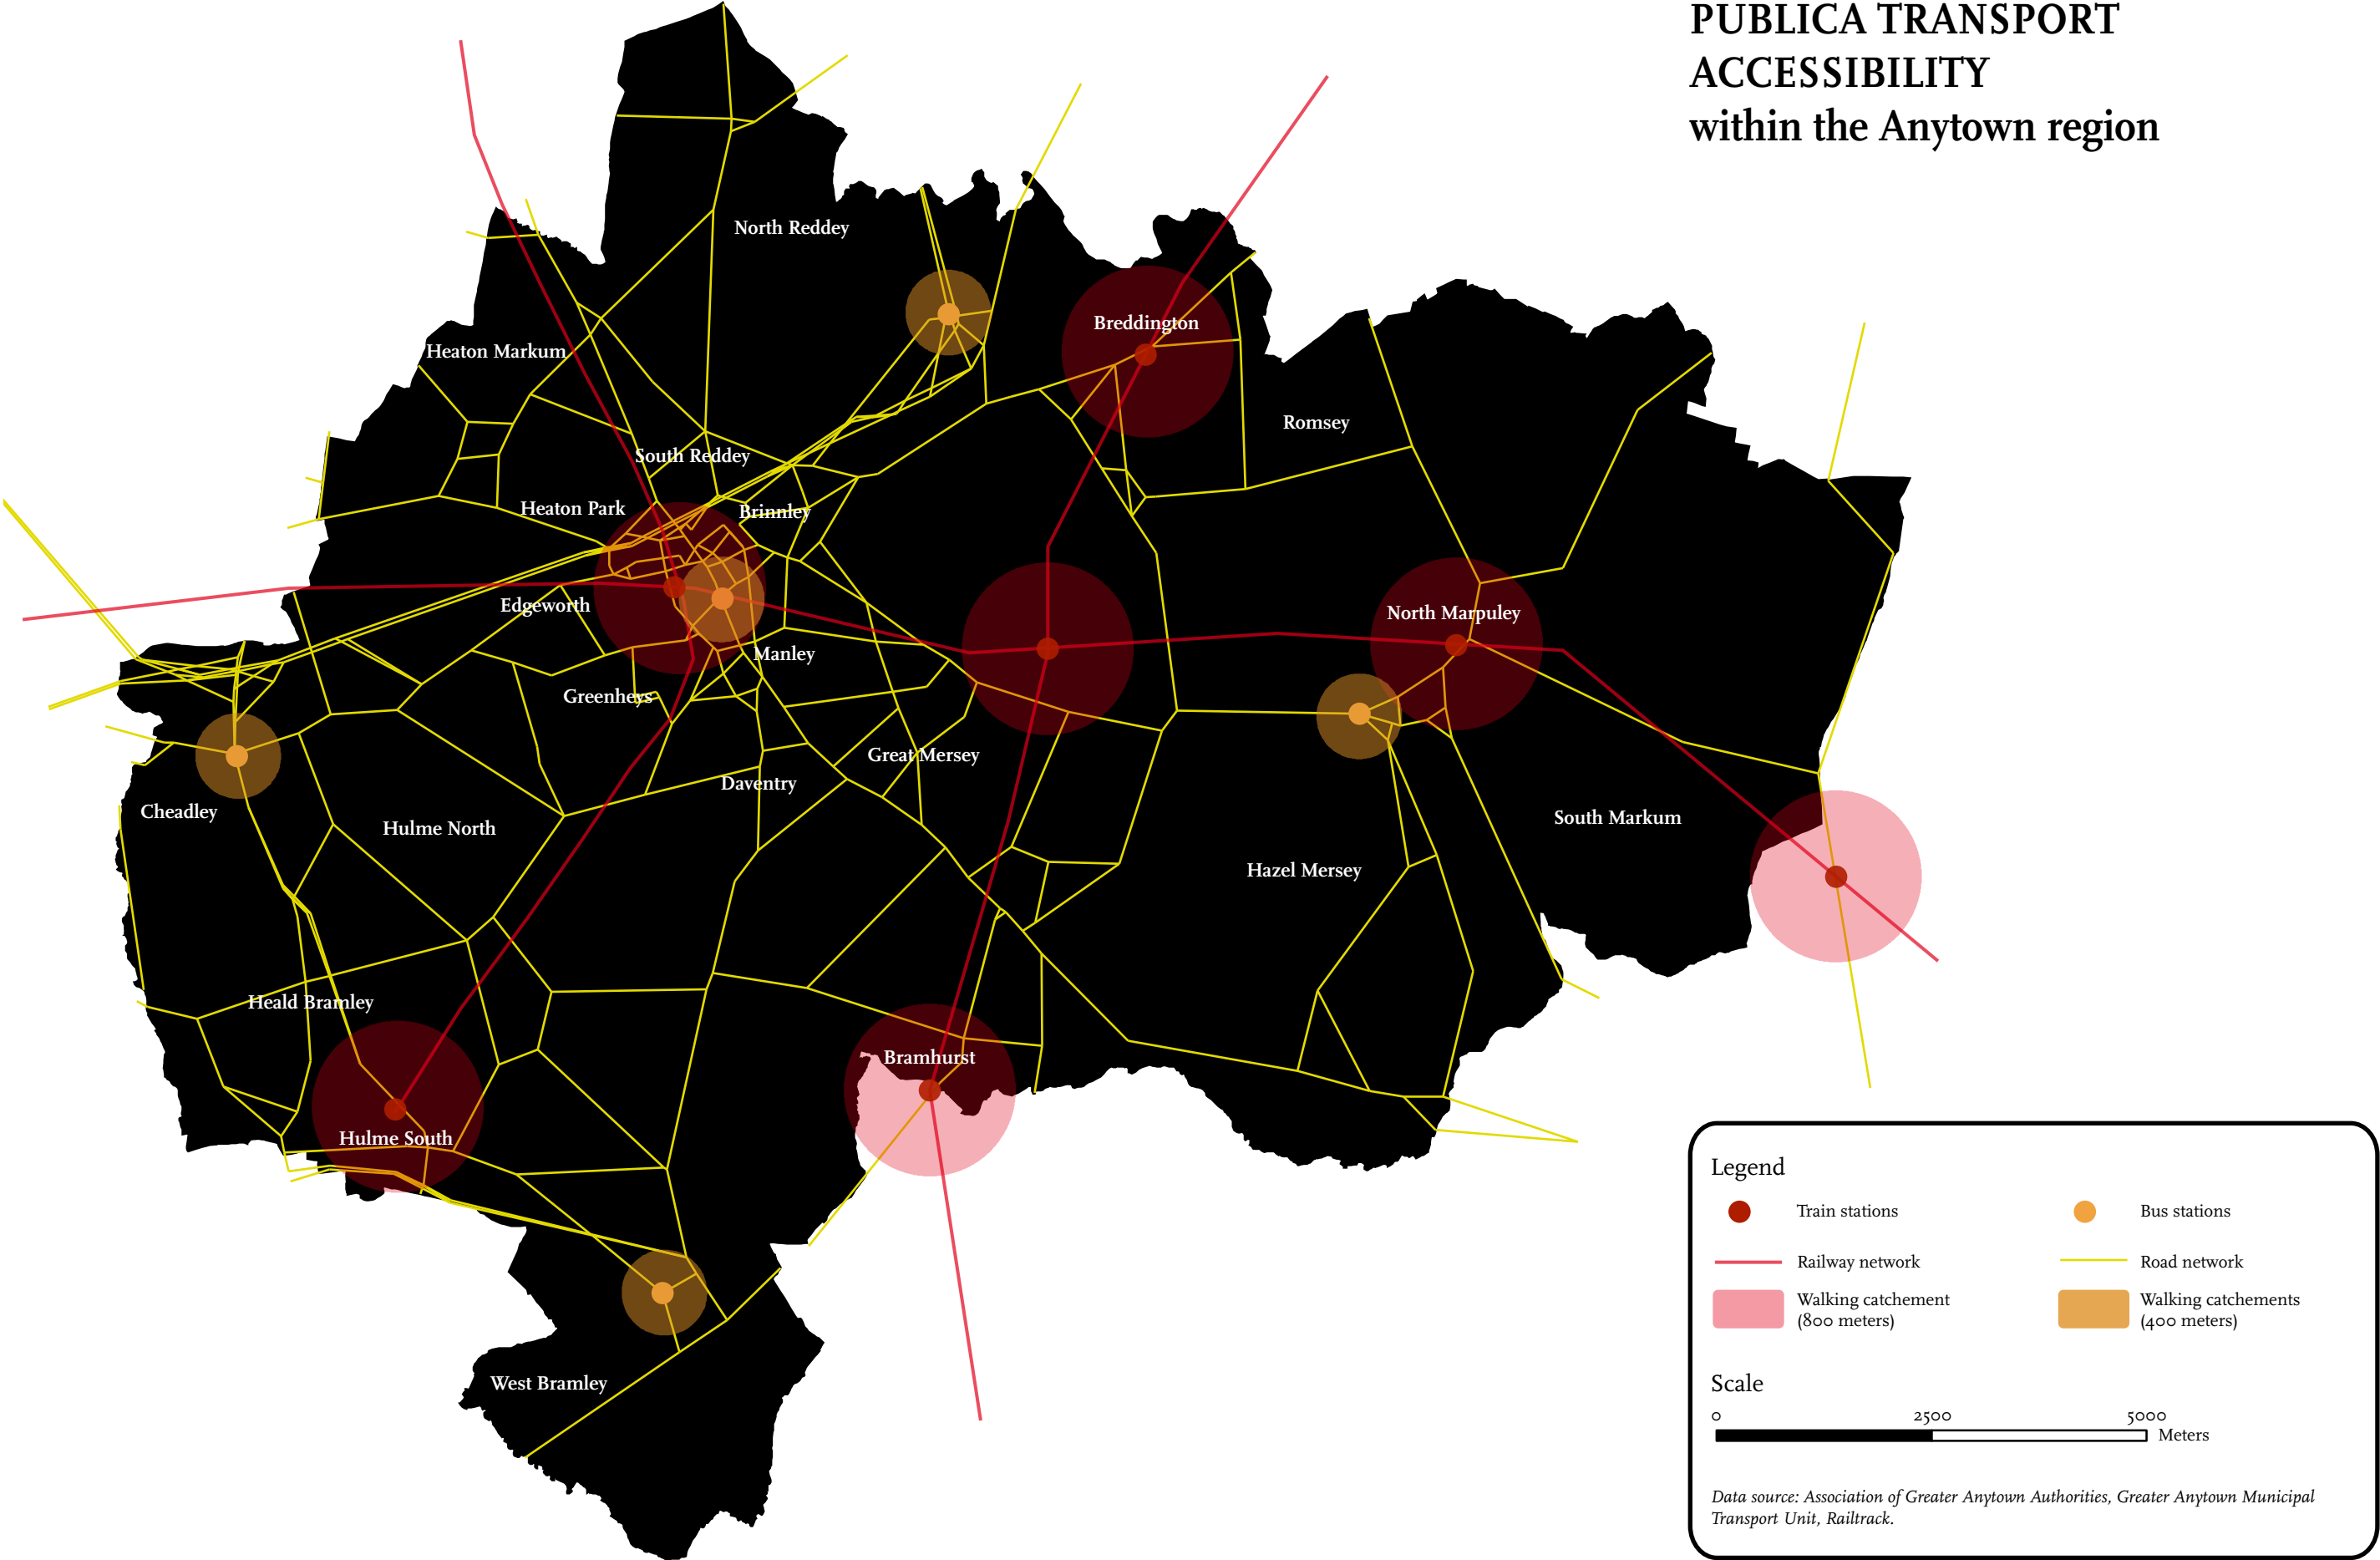 PUBLICA TRANSPORT
ACCESSIBILITY
within the Anytown region
North Reddey
Breddington
Heaton Markum
Romsey
South Reddey
Heaton Park
Brinnley
Edgeworth
North Marpuley
Manley
Greenheys
Great Mersey
Daventry
Cheadley
South Markum
Hulme North
Hazel Mersey
Heald Bramley
Bramhurst
Hulme South
West Bramley
Legend
Train stations
Bus stations
Railway network
Road network
Walking catchement
(800 meters)
Walking catchements
(400 meters)
Scale
0 2500 5000
Meters
Data source: Association of Greater Anytown Authorities, Greater Anytown Municipal
Transport Unit, Railtrack.